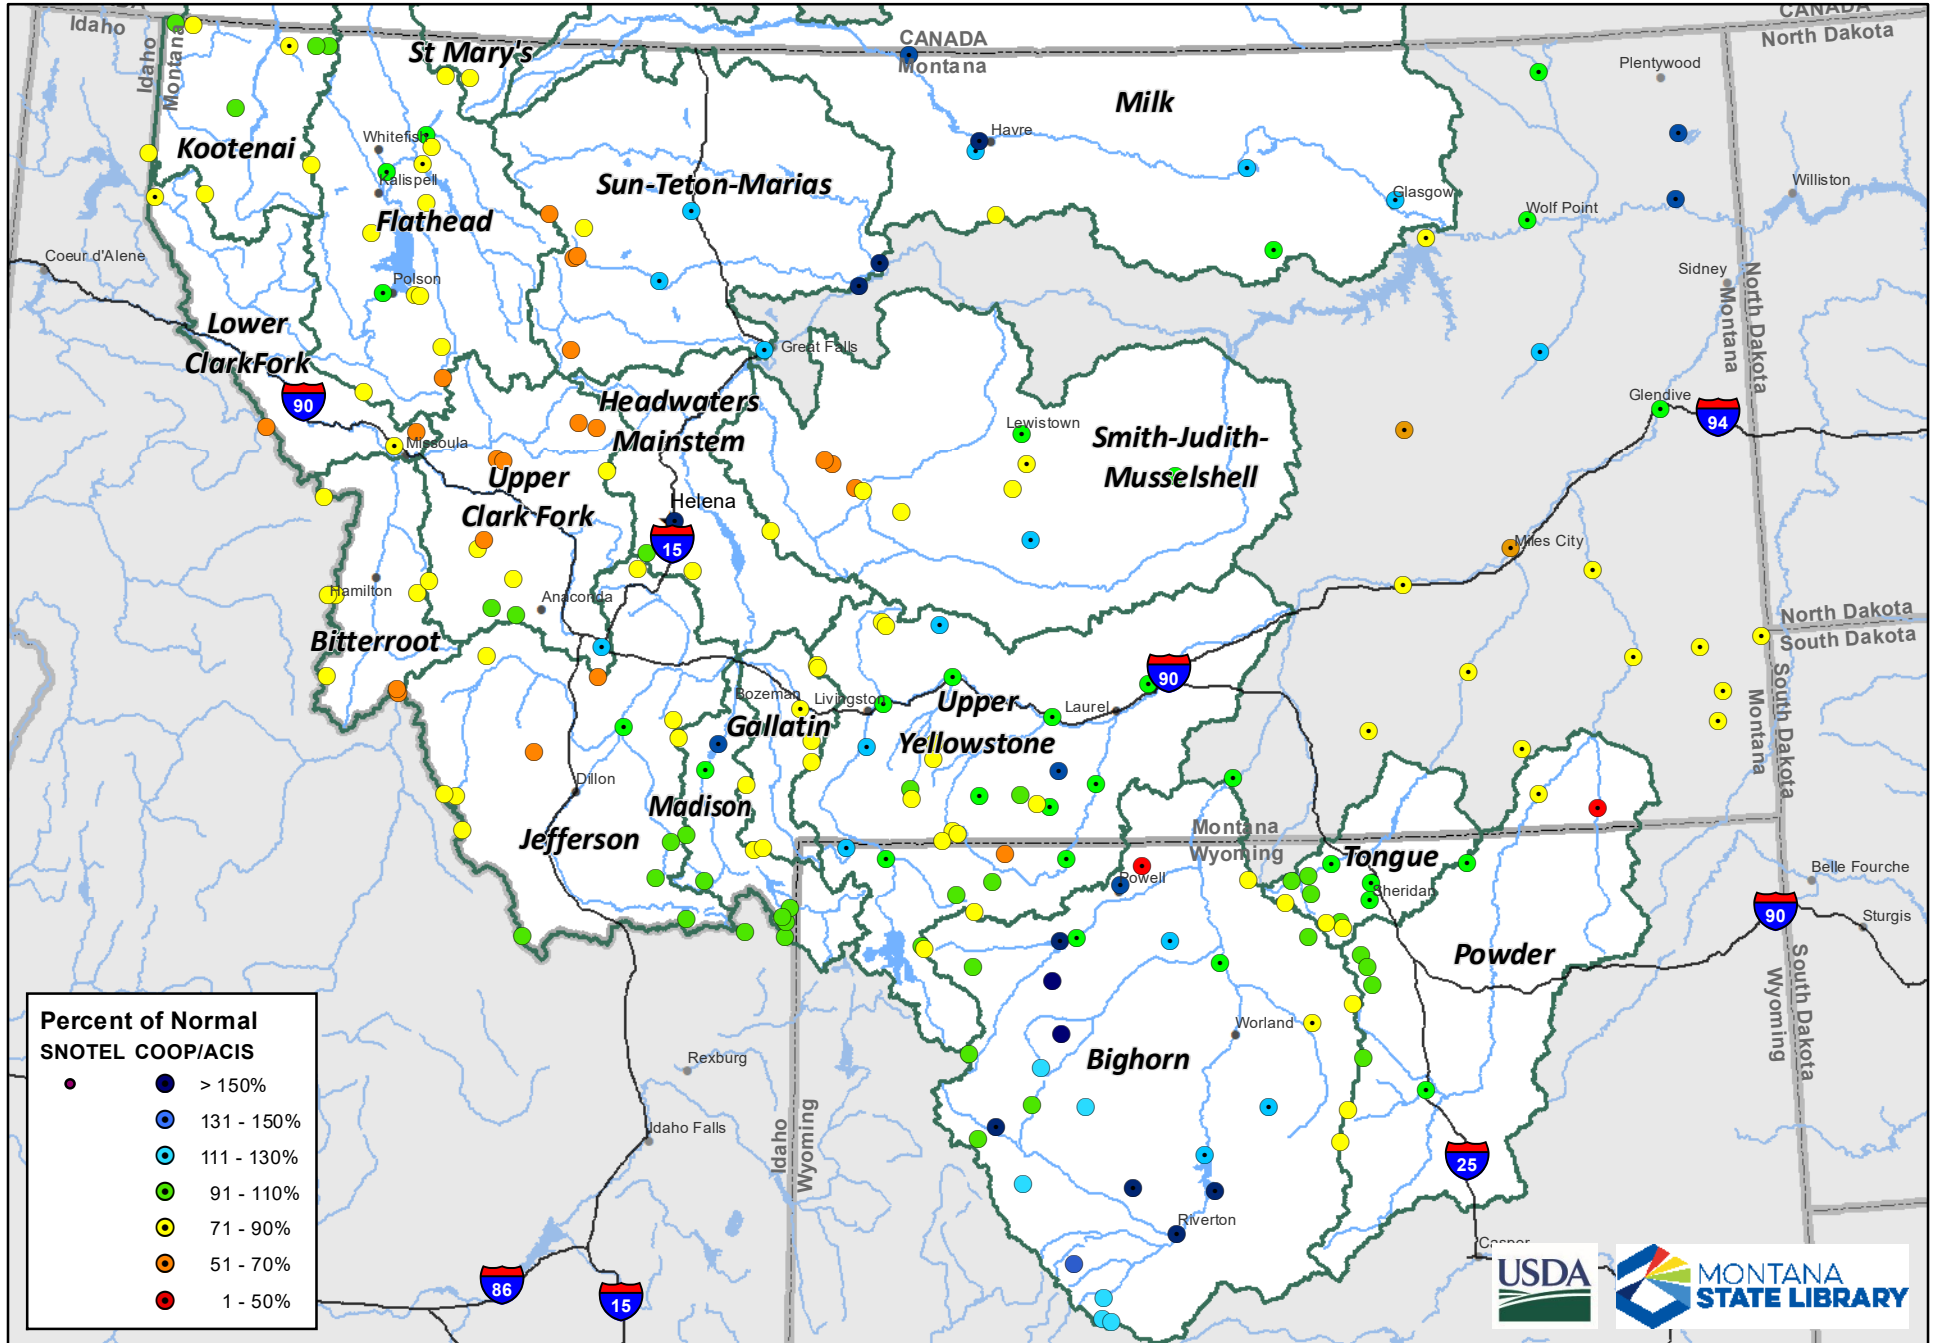 CANADA
Idaho
Idaho
Montana
St Mary's
CANADA
Montana
CANADA
North Dakota
Plentywood
Milk
Havre
Whitefish
Kootenai
Kalispell
Sun-Teton-Marias
Glasgow
Williston
Wolf Point
Flathead
Coeur d'Alene
Polson
Sidney
Montana
North Dakota
Lower
ClarkFork
Great Falls
90
Headwaters
Mainstem
Glendive
94
Lewistown
Smith-Judith-
Musselshell
Missoula
Upper
Clark Fork
Helena
15
Miles City
Hamilton
Anaconda
North Dakota
South Dakota
Bitterroot
90
Bozeman
Livingston
Laurel
Upper
Yellowstone
Gallatin
Montana
South Dakota
Dillon
Madison
Jefferson
Montana
Wyoming
Tongue
Powell
Sheridan
Belle Fourche
90
Sturgis
Powder
Wyoming
South Dakota
Percent of Normal
SNOTEL COOP/ACIS
> 150%
131 - 150%
111 - 130%
91 - 110%
71 - 90%
51 - 70%
1 - 50%
Worland
Bighorn
Rexburg
Idaho Falls
Idaho
Wyoming
25
Riverton
Casper
86
15
USDA
MONTANA
STATE LIBRARY